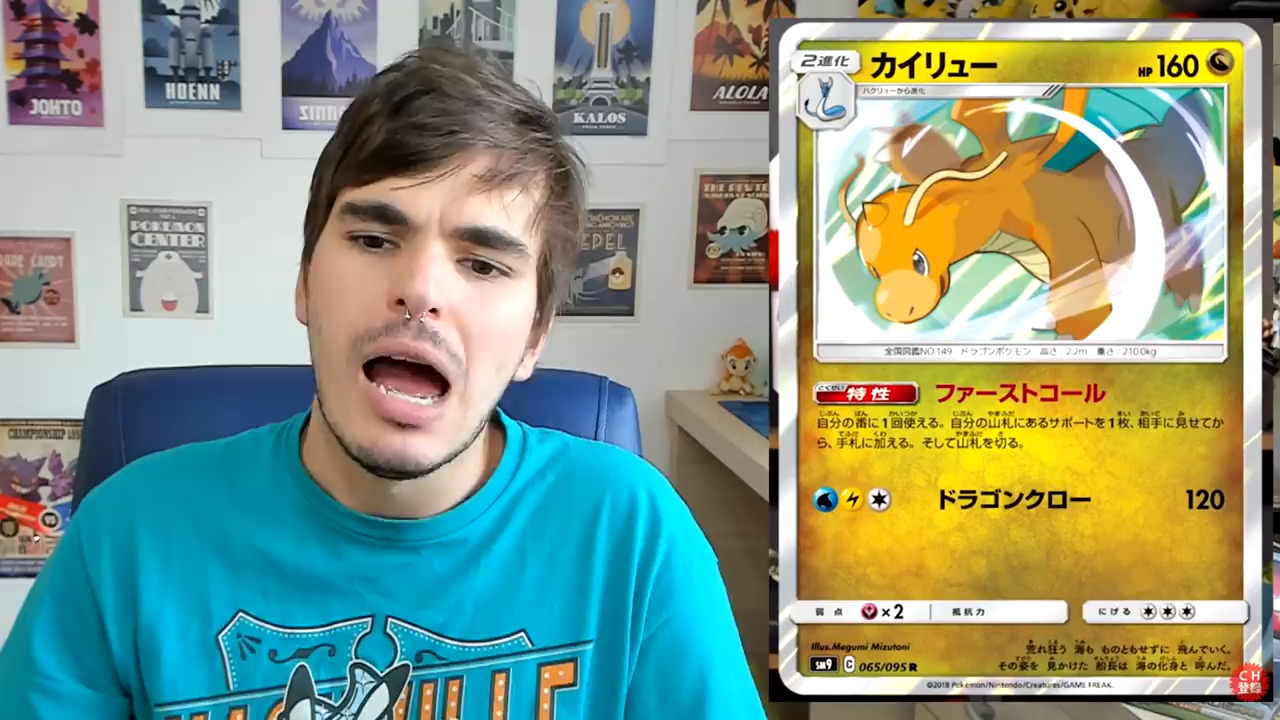 JOHTO
HOENN
SINN
KALOS
ALOLA
RARE CANDY
POKEMON
CENTER
CHAMPIONSHIP
VILLE
2進化
カイリュー
HP 160
ハクリューから進化
全国図鑑NO.149 ドラゴンポケモン 高さ:2.2m 重さ:210.0kg
とくせい
特性
ファーストコール
自分の番に1回使える。自分の山札にあるサポートを1枚、相手に見せてか
ら、手札に加える。そして山札を切る。
ドラゴンクロー 120
弱点 ×2 抵抗力 にげる
Illus.Megumi Mizutani
荒れ狂う 海も ものともせずに 飛んでいく。
その姿を 見かけた 船長は 海の化身と 呼んだ。
SM9 C 065/095 R
©2018 Pokémon/Nintendo/Creatures/GAME FREAK.
CH
登録